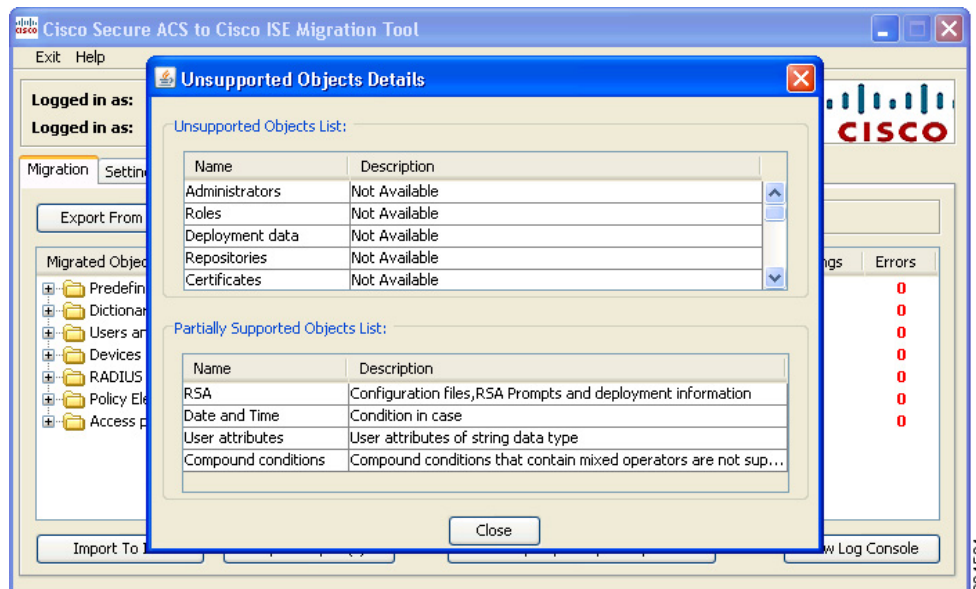 Cisco Secure ACS to Cisco ISE Migration Tool
Exit Help
Logged in as:
Logged in as:
CISCO
Migration
Export From
Migrated
Errors
Users
0
Dictionar
0
0
Devices
0
RADIUS
0
Policy
0
Access
0
Import To
Log Console
Unsupported Objects Details
Unsupported Objects List:
Name Description
Administrators Not Available
Roles Not Available
Deployment data Not Available
Repositories Not Available
Certificates Not Available
Partially Supported Objects List:
Name Description
RSA Configuration files,RSA Prompts and deployment information
Date and Time Condition in case
User attributes User attributes of string data type
Compound conditions Compound conditions that contain mixed operators are not sup...
Close